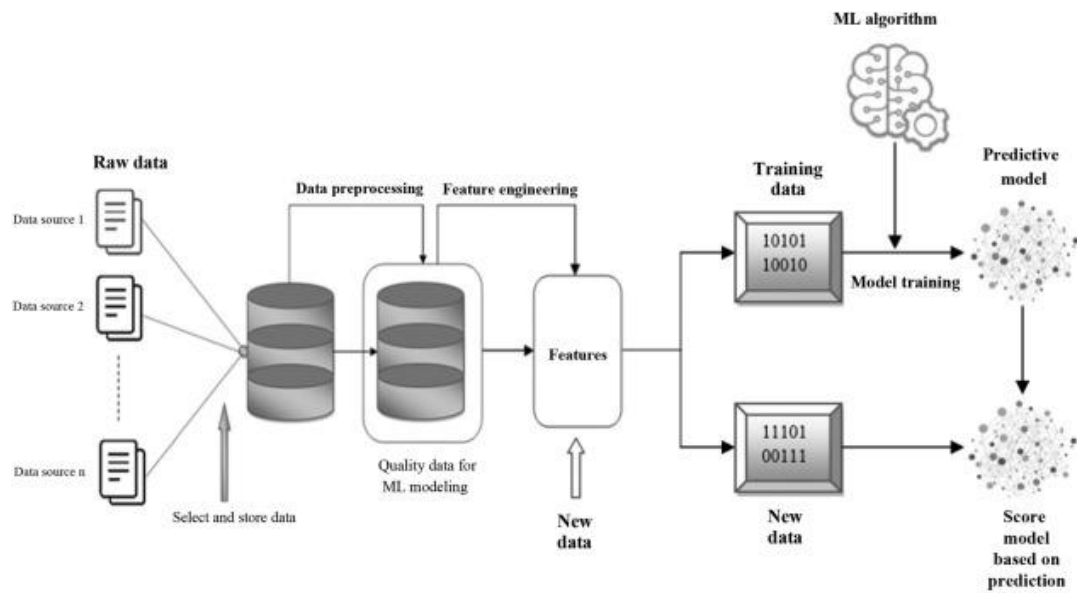 ML algorithm
Raw data
Data source 1
Data source 2
Data source n
Select and store data
Data preprocessing
Feature engineering
Quality data for
ML modeling
Features
New
data
Training
data
10101
10010
Model training
Predictive
model
11101
00111
New
data
Score
model
based on
prediction